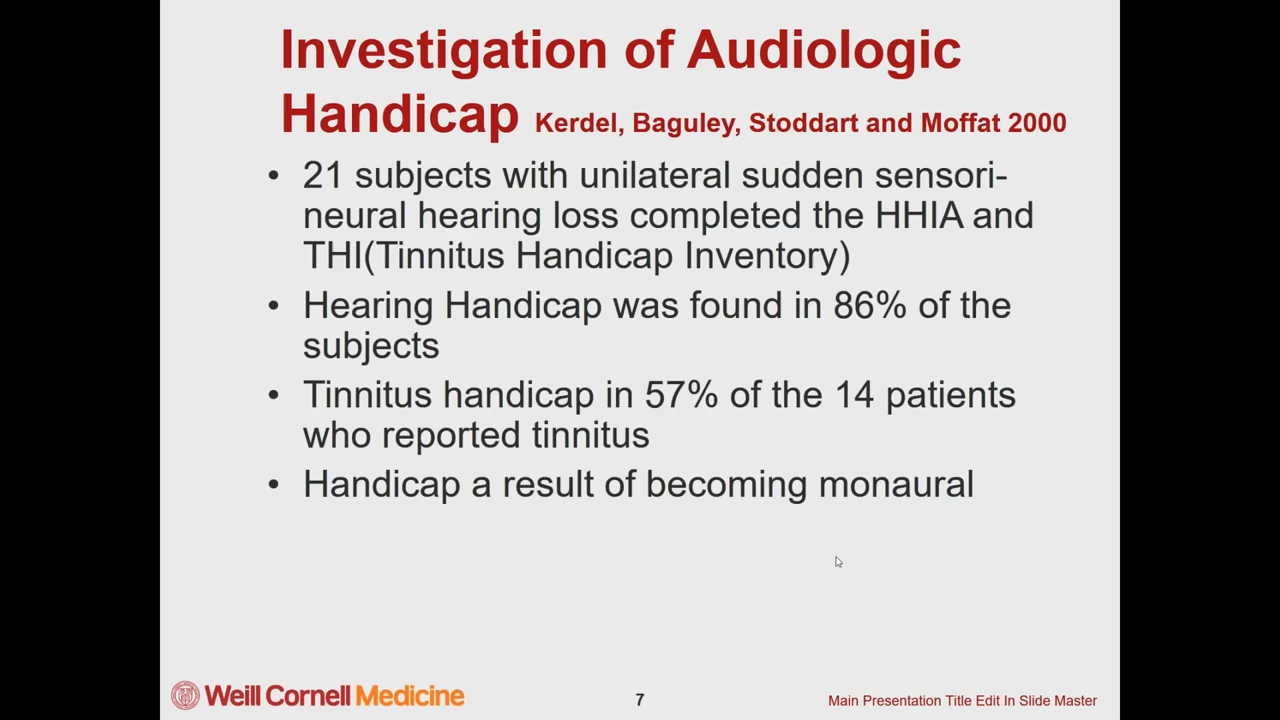 Investigation of Audiologic
Handicap Kerdel, Baguley, Stoddart and Moffat 2000
• 21 subjects with unilateral sudden sensori-
neural hearing loss completed the HHIA and
THI(Tinnitus Handicap Inventory)
• Hearing Handicap was found in 86% of the
subjects
• Tinnitus handicap in 57% of the 14 patients
who reported tinnitus
• Handicap a result of becoming monaural
Weill Cornell Medicine
7
Main Presentation Title Edit In Slide Master